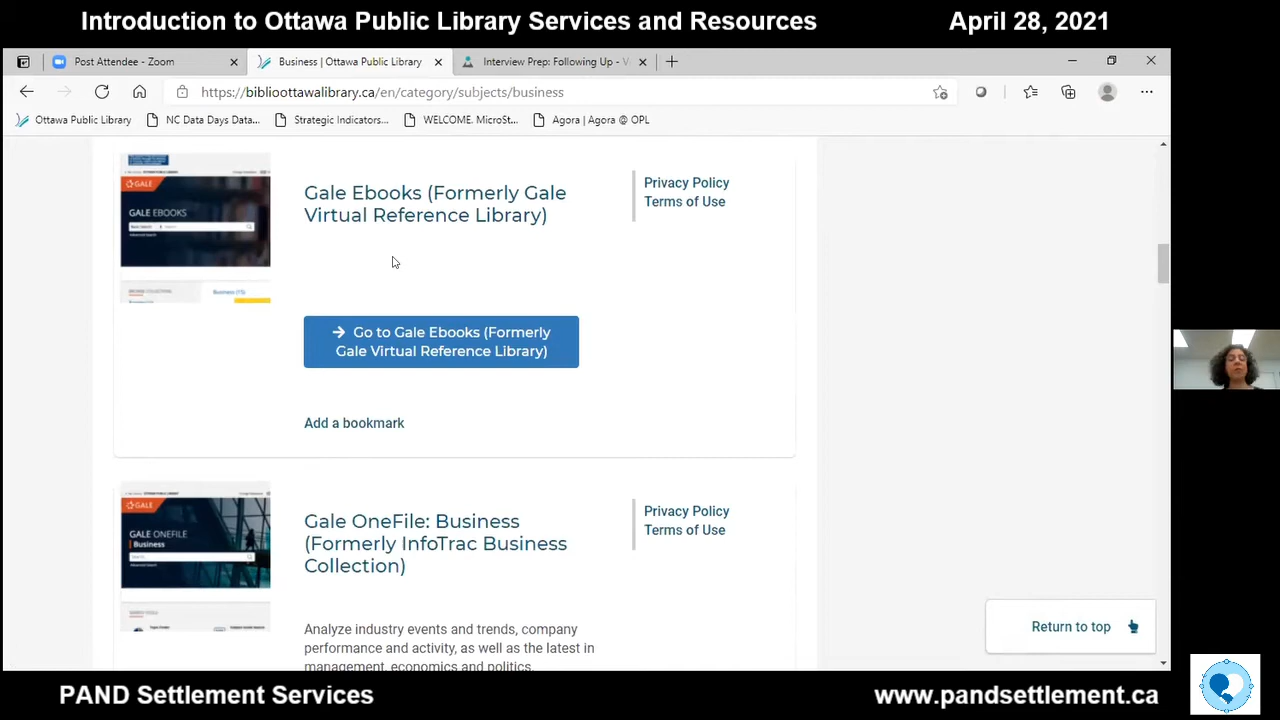 Introduction to Ottawa Public Library Services and Resources April 28, 2021
Post Attendee - Zoom
Business | Ottawa Public Library
Interview Prep: Following Up - V
https://biblioottawalibrary.ca/en/category/subjects/business
Ottawa Public Library
NC Data Days Data...
Strategic Indicators...
WELCOME. MicroSt...
Agora | Agora @ OPL
GALE
GALE EBOOKS
Gale Ebooks (Formerly Gale
Virtual Reference Library)
Privacy Policy
Terms of Use
Go to Gale Ebooks (Formerly
Gale Virtual Reference Library)
Add a bookmark
GALE
GALE ONEFILE
Business
Gale OneFile: Business
(Formerly InfoTrac Business
Collection)
Privacy Policy
Terms of Use
Analyze industry events and trends, company
performance and activity, as well as the latest in
management, economics and politics.
Return to top
PAND Settlement Services
www.pandsettlement.ca